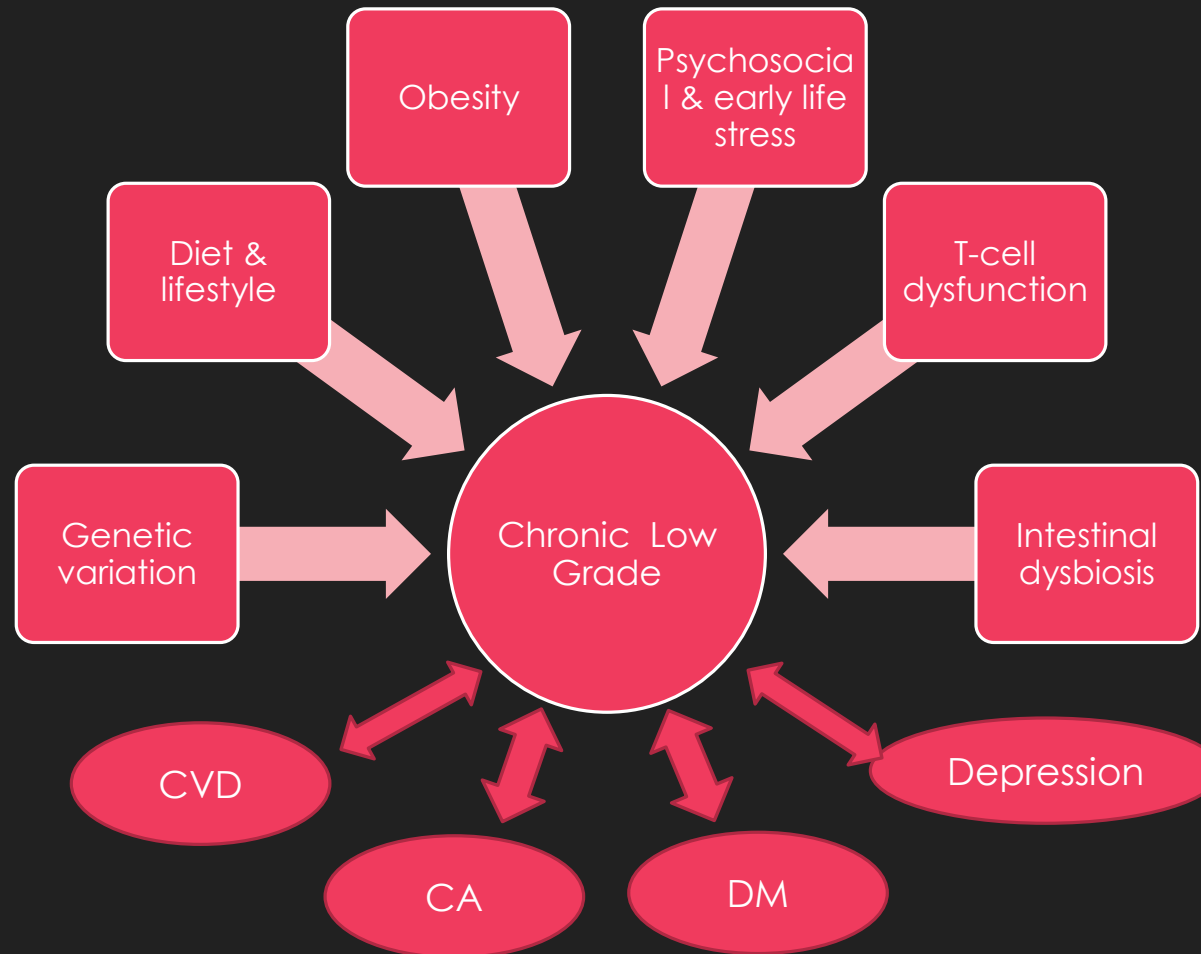 Obesity
Psychosocia
l & early life
stress
Diet &
lifestyle
T-cell
dysfunction
Genetic
variation
Chronic Low
Grade
Intestinal
dysbiosis
CVD
Depression
CA
DM